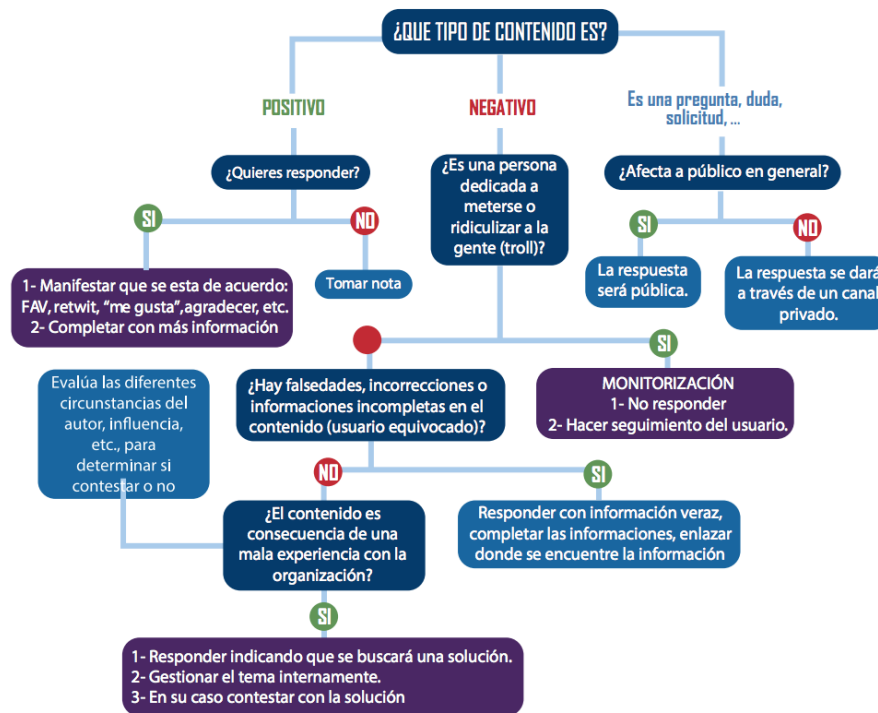 ¿QUE TIPO DE CONTENIDO ES?
POSITIVO
NEGATIVO
Es una pregunta, duda,
solicitud, ...
¿Quieres responder?
¿Es una persona
dedicada a
meterse o
ridiculizar a la
gente (troll)?
¿Afecta a público en general?
SI
NO
SI
NO
1- Manifestar que se esta de acuerdo:
FAV, retwit, “me gusta”,agradecer, etc.
2- Completar con más información
Tomar nota
La respuesta
será pública.
La respuesta se dará
a través de un canal
privado.
SI
Evalúa las diferentes
circunstancias del
autor, influencia,
etc., para
determinar si
contestar o no
¿Hay falsedades, incorrecciones o
informaciones incompletas en el
contenido (usuario equivocado)?
MONITORIZACIÓN
1- No responder
2- Hacer seguimiento del usuario.
NO
SI
¿El contenido es
consecuencia de una
mala experiencia con la
organización?
Responder con información veraz,
completar las informaciones, enlazar
donde se encuentre la información
SI
1- Responder indicando que se buscará una solución.
2- Gestionar el tema internamente.
3- En su caso contestar con la solución